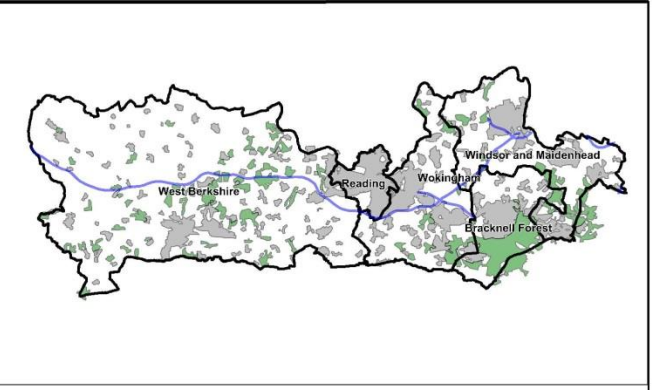 Windsor and Maidenhead
Wokingham
Reading
West Berkshire
Bracknell Forest